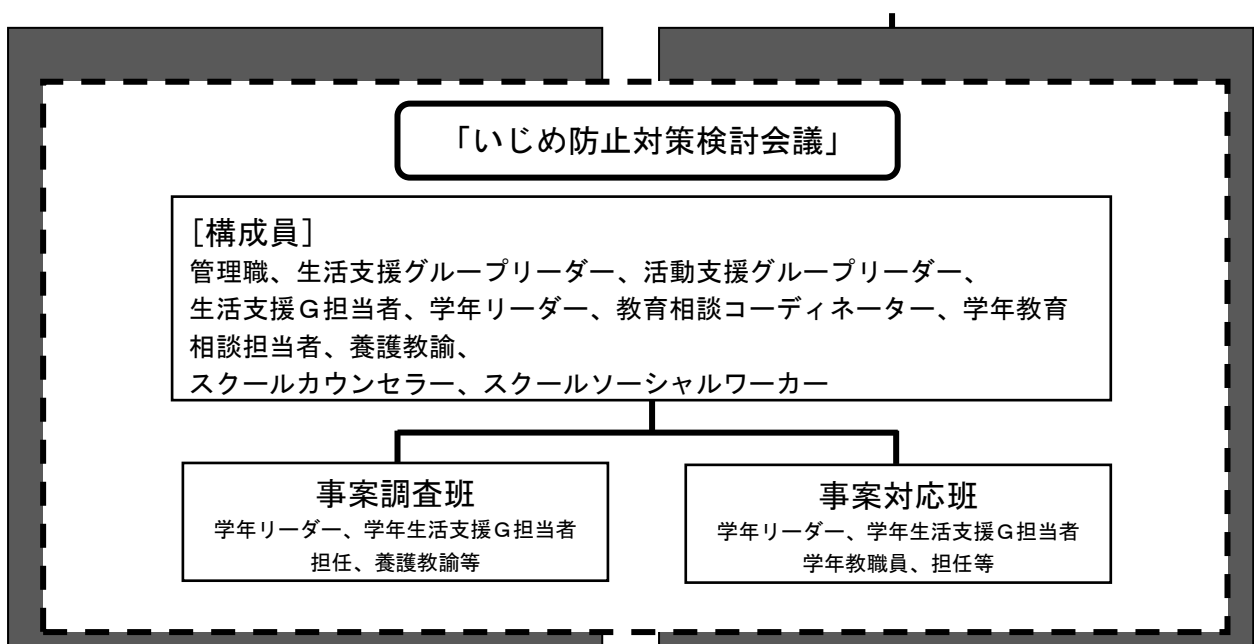 「いじめ防止対策検討会議」
［構成員］
管理職、生活支援グループリーダー、活動支援グループリーダー、
生活支援Ｇ担当者、学年リーダー、教育相談コーディネーター、学年教育
相談担当者、養護教諭、
スクールカウンセラー、スクールソーシャルワーカー
事案調査班
学年リーダー、学年生活支援Ｇ担当者
担任、養護教諭等
事案対応班
学年リーダー、学年生活支援Ｇ担当者
学年教職員、担任等